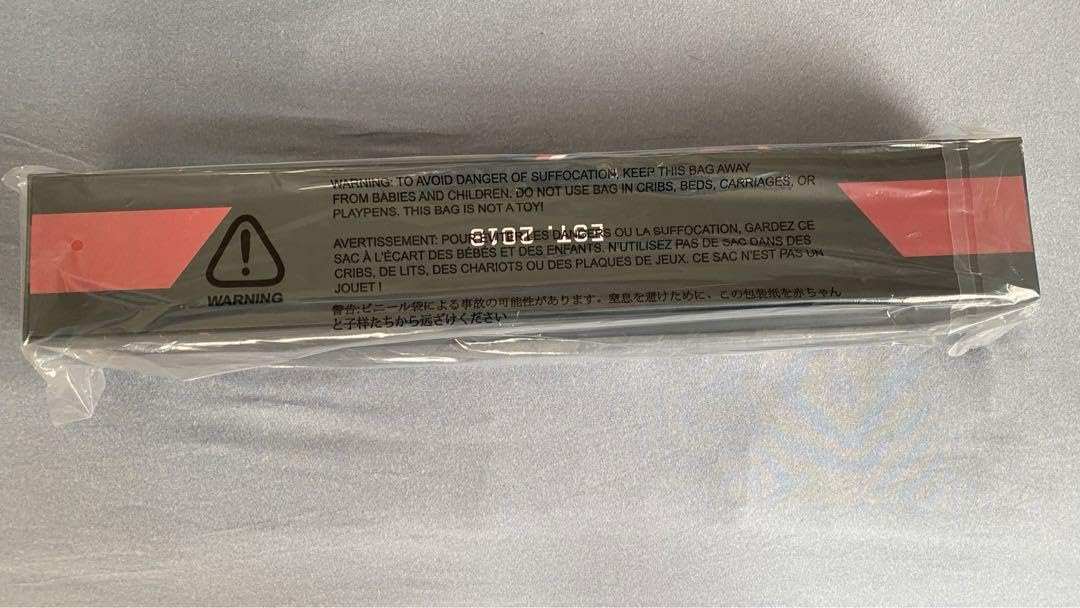 WARNING: TO AVOID DANGER OF SUFFOCATION, KEEP THIS BAG AWAY
FROM BABIES AND CHILDREN. DO NOT USE BAG IN CRIBS, BEDS, CARRIAGES, OR
PLAYPENS. THIS BAG IS NOT A TOY!
EST. 2018
AVERTISSEMENT: POUR EVITER LES DANGERS OU LA SUFFOCATION, GARDEZ CE
SAC À L'ÉCART DES BÉBÉS ET DES ENFANTS. N'UTILISEZ PAS DE SAC DANS DES
CRIBS, DE LITS, DES CHARIOTS OU DES PLAQUES DE JEUX. CE SAC N'EST PAS UN
JOUET !
WARNING
警告:ビニール袋による事故の可能性があります。窒息を避けために、この包装紙を赤ちゃん
と子様たちから远ざけください